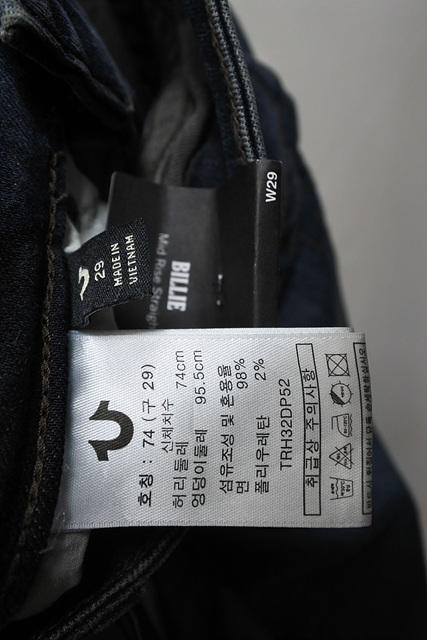 W29
BILLIE
Mid Rise Straight
29
MADE IN
VIETNAM
호칭 : 74 (구 29)
신체치수
허리둘레 74cm
엉덩이둘레 95.5cm
섬유조성 및 혼용율
면 98%
폴리우레탄 2%
TRH32DP52
취급상 주의사항